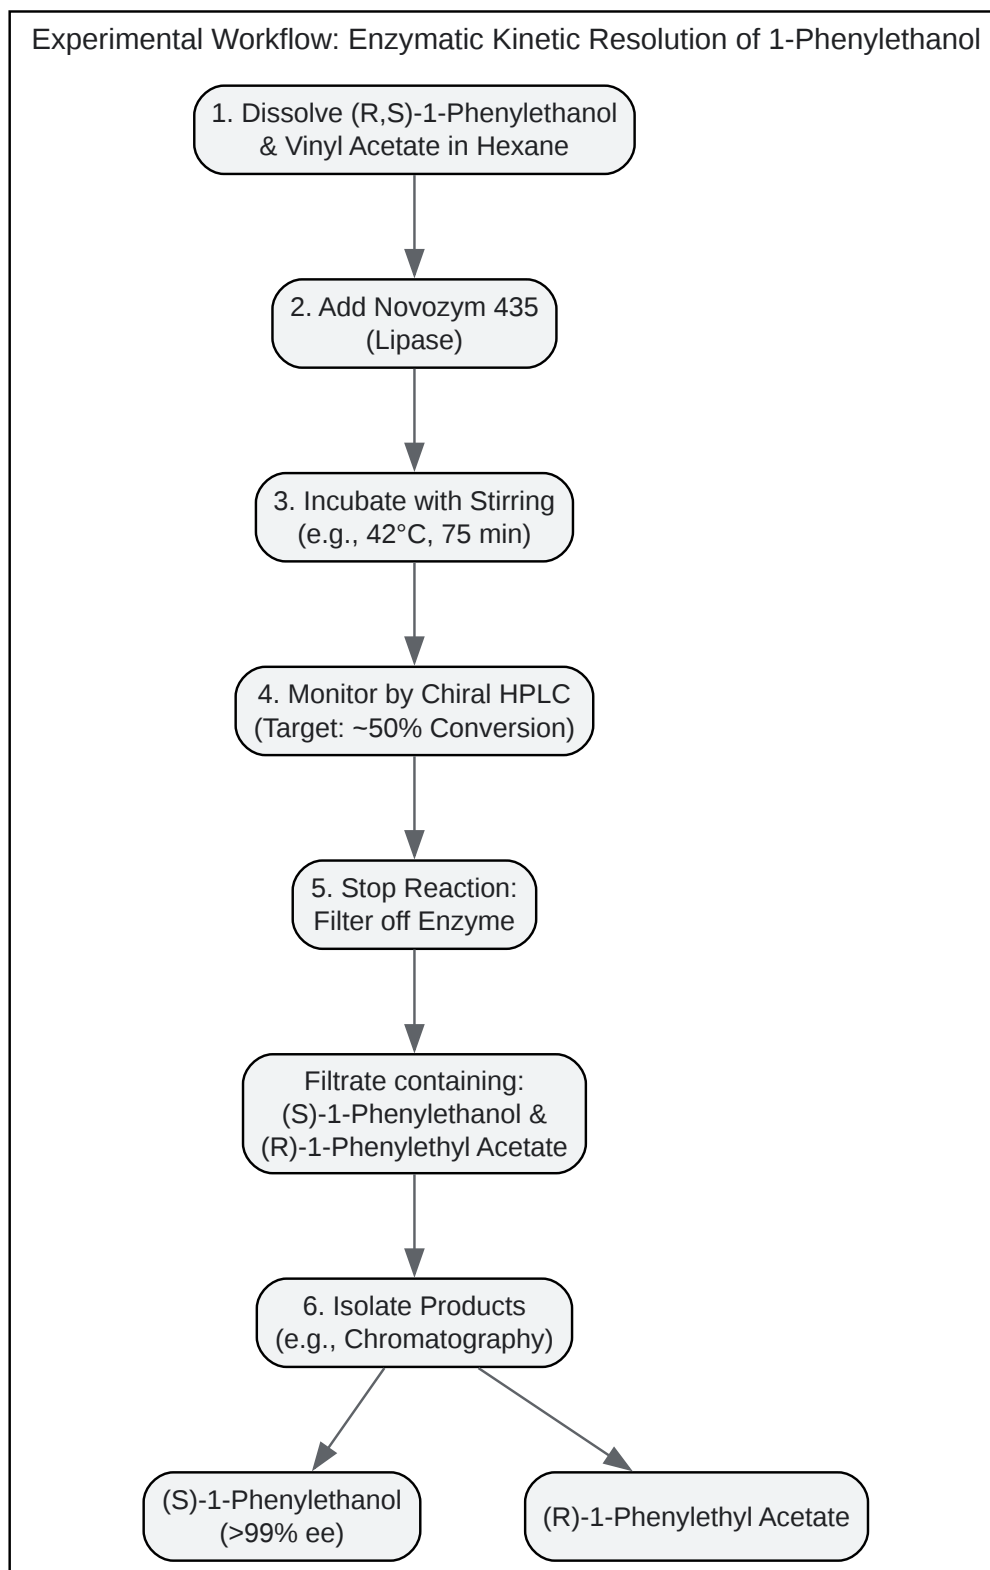 Experimental Workflow: Enzymatic Kinetic Resolution of 1-Phenylethanol
1. Dissolve (R,S)-1-Phenylethanol
& Vinyl Acetate in Hexane
2. Add Novozym 435
(Lipase)
3. Incubate with Stirring
(e.g., 42°C, 75 min)
4. Monitor by Chiral HPLC
(Target: ~50% Conversion)
5. Stop Reaction:
Filter off Enzyme
Filtrate containing:
(S)-1-Phenylethanol &
(R)-1-Phenylethyl Acetate
6. Isolate Products
(e.g., Chromatography)
(S)-1-Phenylethanol
(>99% ee)
(R)-1-Phenylethyl Acetate